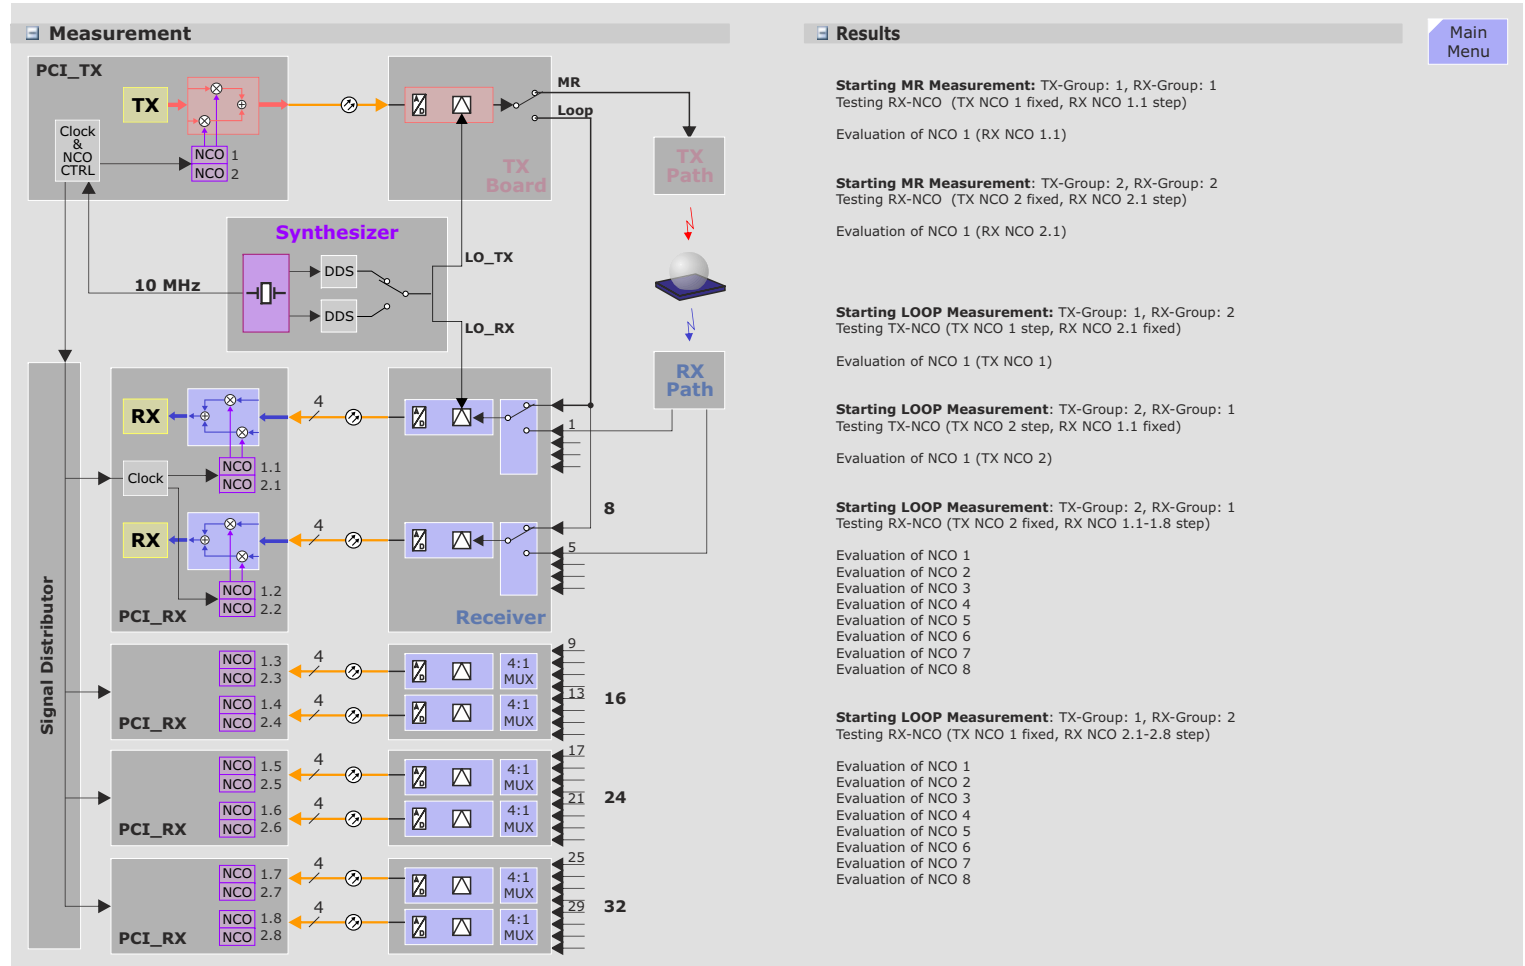 Measurement
PCI_TX
TX
Clock
&
NCO
CTRL
NCO 1
NCO 2
A
D
TX
Board
MR
Loop
TX
Path
Synthesizer
10 MHz
DDS
DDS
LO_TX
LO_RX
RX
Path
Signal Distributor
RX
4
A
D
1
Clock
NCO 1.1
NCO 2.1
8
RX
4
A
D
5
NCO 1.2
NCO 2.2
PCI_RX
Receiver
NCO 1.3
NCO 2.3
4
A
D
4:1
MUX
9
NCO 1.4
NCO 2.4
4
A
D
4:1
MUX
13
16
PCI_RX
NCO 1.5
NCO 2.5
4
A
D
4:1
MUX
17
NCO 1.6
NCO 2.6
4
A
D
4:1
MUX
21
24
PCI_RX
NCO 1.7
NCO 2.7
4
A
D
4:1
MUX
25
NCO 1.8
NCO 2.8
4
A
D
4:1
MUX
29
32
PCI_RX
Results
Main
Menu
Starting MR Measurement: TX-Group: 1, RX-Group: 1
Testing RX-NCO (TX NCO 1 fixed, RX NCO 1.1 step)
Evaluation of NCO 1 (RX NCO 1.1)
Starting MR Measurement: TX-Group: 2, RX-Group: 2
Testing RX-NCO (TX NCO 2 fixed, RX NCO 2.1 step)
Evaluation of NCO 1 (RX NCO 2.1)
Starting LOOP Measurement: TX-Group: 1, RX-Group: 2
Testing TX-NCO (TX NCO 1 step, RX NCO 2.1 fixed)
Evaluation of NCO 1 (TX NCO 1)
Starting LOOP Measurement: TX-Group: 2, RX-Group: 1
Testing TX-NCO (TX NCO 2 step, RX NCO 1.1 fixed)
Evaluation of NCO 1 (TX NCO 2)
Starting LOOP Measurement: TX-Group: 2, RX-Group: 1
Testing RX-NCO (TX NCO 2 fixed, RX NCO 1.1-1.8 step)
Evaluation of NCO 1
Evaluation of NCO 2
Evaluation of NCO 3
Evaluation of NCO 4
Evaluation of NCO 5
Evaluation of NCO 6
Evaluation of NCO 7
Evaluation of NCO 8
Starting LOOP Measurement: TX-Group: 1, RX-Group: 2
Testing RX-NCO (TX NCO 1 fixed, RX NCO 2.1-2.8 step)
Evaluation of NCO 1
Evaluation of NCO 2
Evaluation of NCO 3
Evaluation of NCO 4
Evaluation of NCO 5
Evaluation of NCO 6
Evaluation of NCO 7
Evaluation of NCO 8